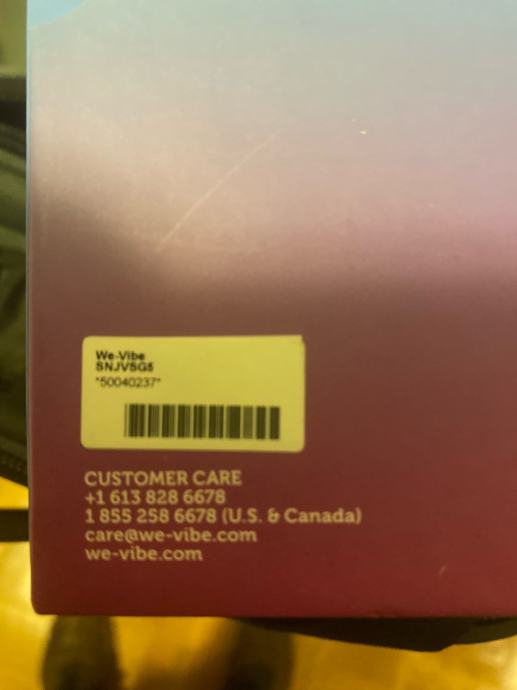 We-Vibe
SNJVSG5
*50040237*
CUSTOMER CARE
+1 613 828 6678
1 855 258 6678 (U.S. & Canada)
care@we-vibe.com
we-vibe.com